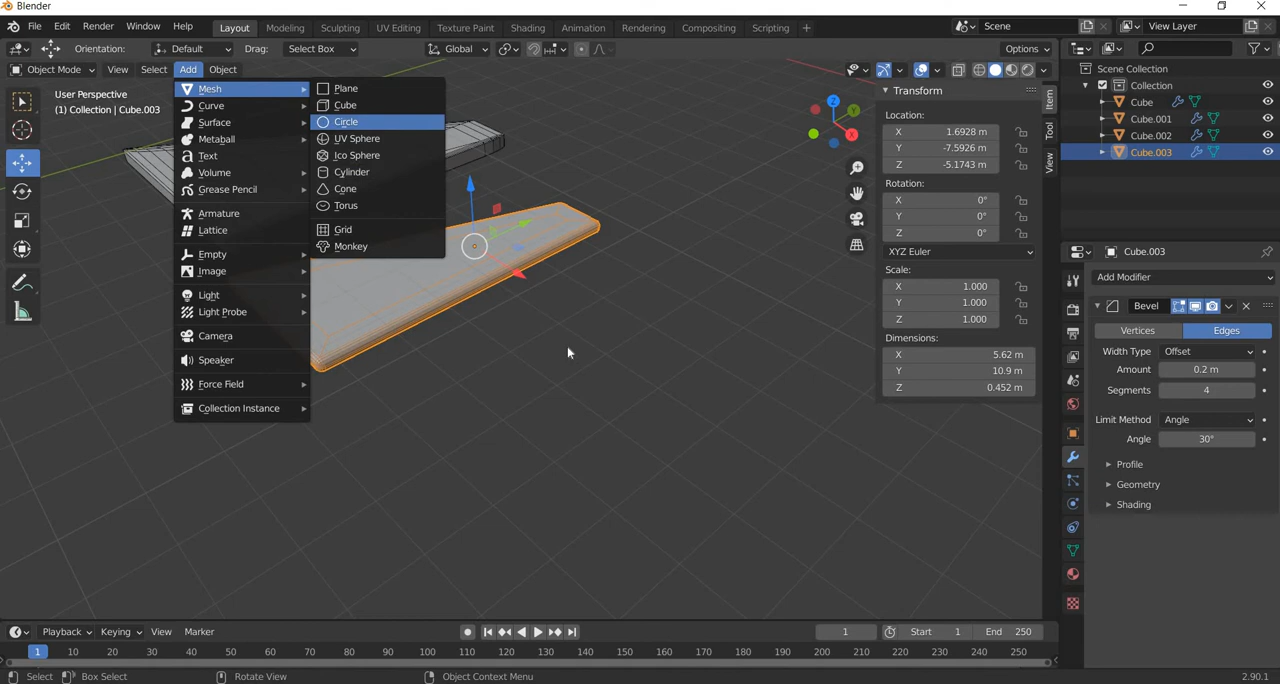 Blender
File Edit Render Window Help Layout Modeling Sculpting UV Editing Texture Paint Shading Animation Rendering Compositing Scripting + Scene View Layer
Orientation: Default Drag: Select Box Global Options
Object Mode View Select Add Object
User Perspective
(1) Collection | Cube.003
Mesh
Curve
Surface
Metaball
Text
Volume
Grease Pencil
Armature
Lattice
Empty
Image
Light
Light Probe
Camera
Speaker
Force Field
Collection Instance
Plane
Cube
Circle
UV Sphere
Ico Sphere
Cylinder
Cone
Torus
Grid
Monkey
Z
Y
X
Transform
Location:
X 1.6928 m
Y -7.5926 m
Z -5.1743 m
Rotation:
X 0°
Y 0°
Z 0°
XYZ Euler
Scale:
X 1.000
Y 1.000
Z 1.000
Dimensions:
X 5.62 m
Y 10.9 m
Z 0.452 m
Item
Tool
View
Scene Collection
Collection
Cube
Cube.001
Cube.002
Cube.003
Cube.003
Add Modifier
Bevel
Vertices Edges
Width Type Offset
Amount 0.2 m
Segments 4
Limit Method Angle
Angle 30°
Profile
Geometry
Shading
Playback Keying View Marker 1 Start 1 End 250
1 10 20 30 40 50 60 70 80 90 100 110 120 130 140 150 160 170 180 190 200 210 220 230 240 250
Select Box Select Rotate View Object Context Menu 2.90.1